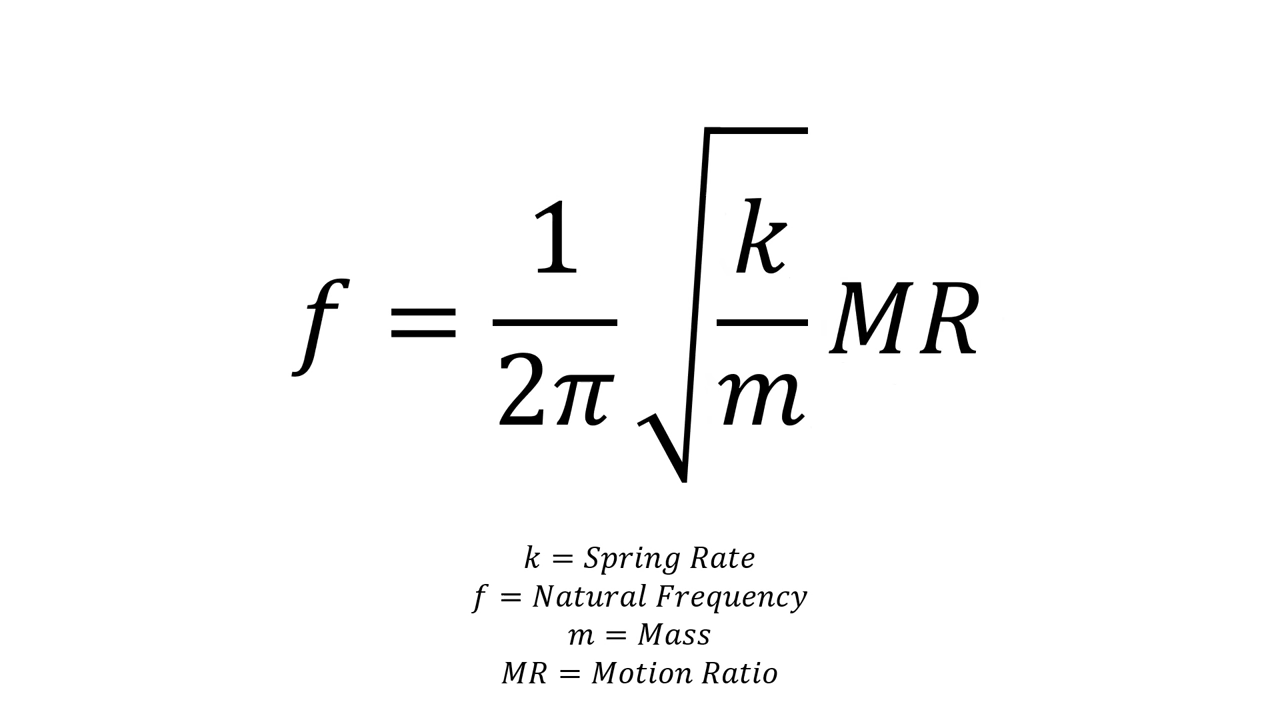 f = 1/2π √k/m MR
k = Spring Rate
f = Natural Frequency
m = Mass
MR = Motion Ratio